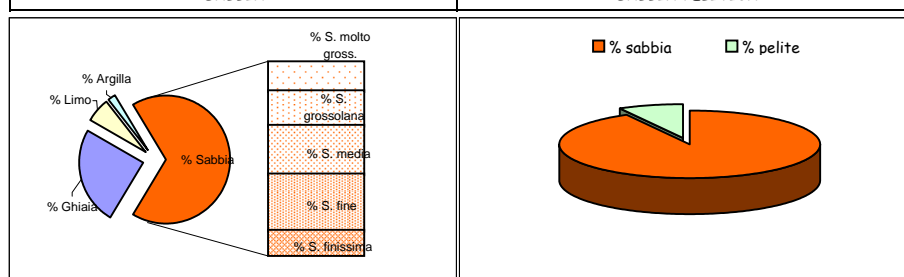 % S. molto
gross.
% Argilla
% Limo
% S.
grossolana
% Sabbia
% S. media
% Ghiaia
% S. fine
% S. finissima
% sabbia
% pelite